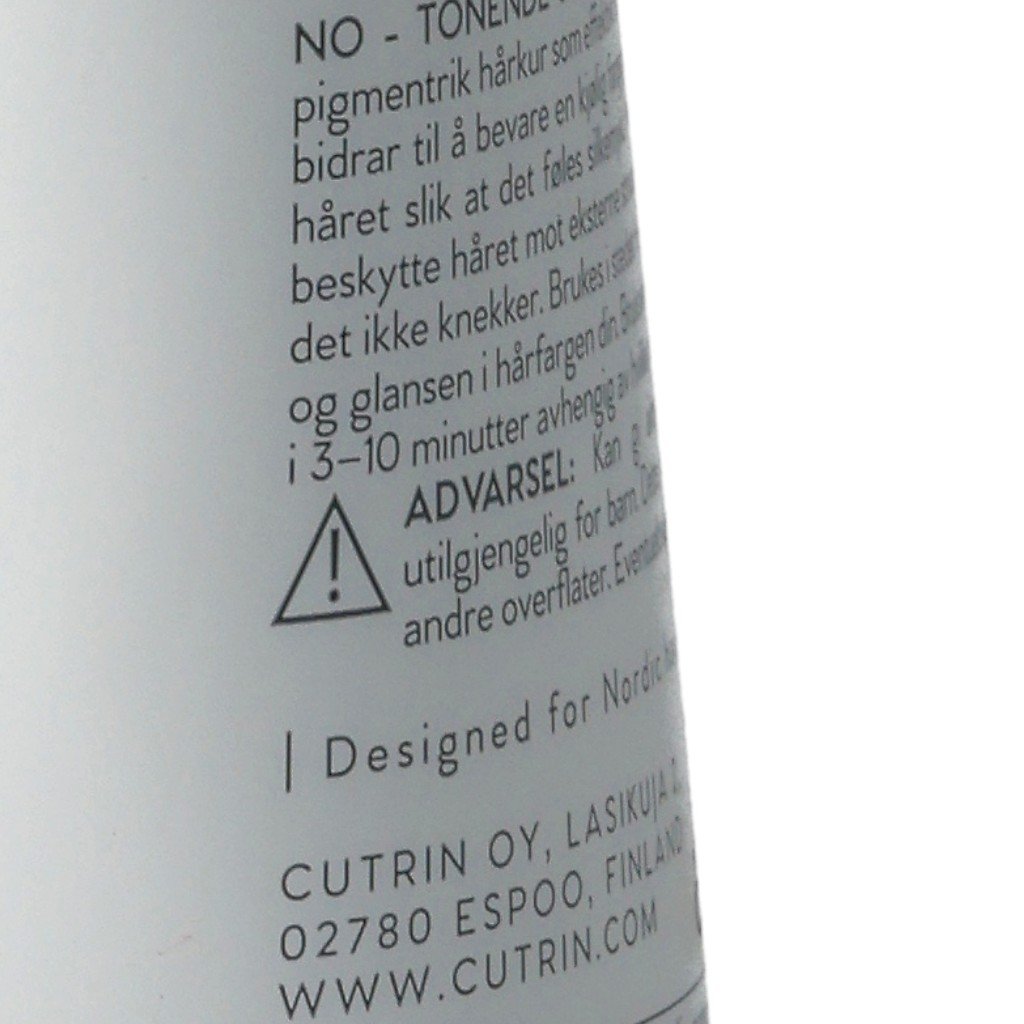 NO - TONENDE
pigmentrik hårkur som
bidrar til å bevare en kjølig
håret slik at det føles
beskytte håret mot eksterne
det ikke knekker. Brukes i
og glansen i hårfargen din.
i 3–10 minutter avhengig av
ADVARSEL: Kan
utilgjengelig for barn.
andre overflater.
| Designed for Nordic
CUTRIN OY, LASIKUJA 2,
02780 ESPOO, FINLAND
WWW.CUTRIN.COM